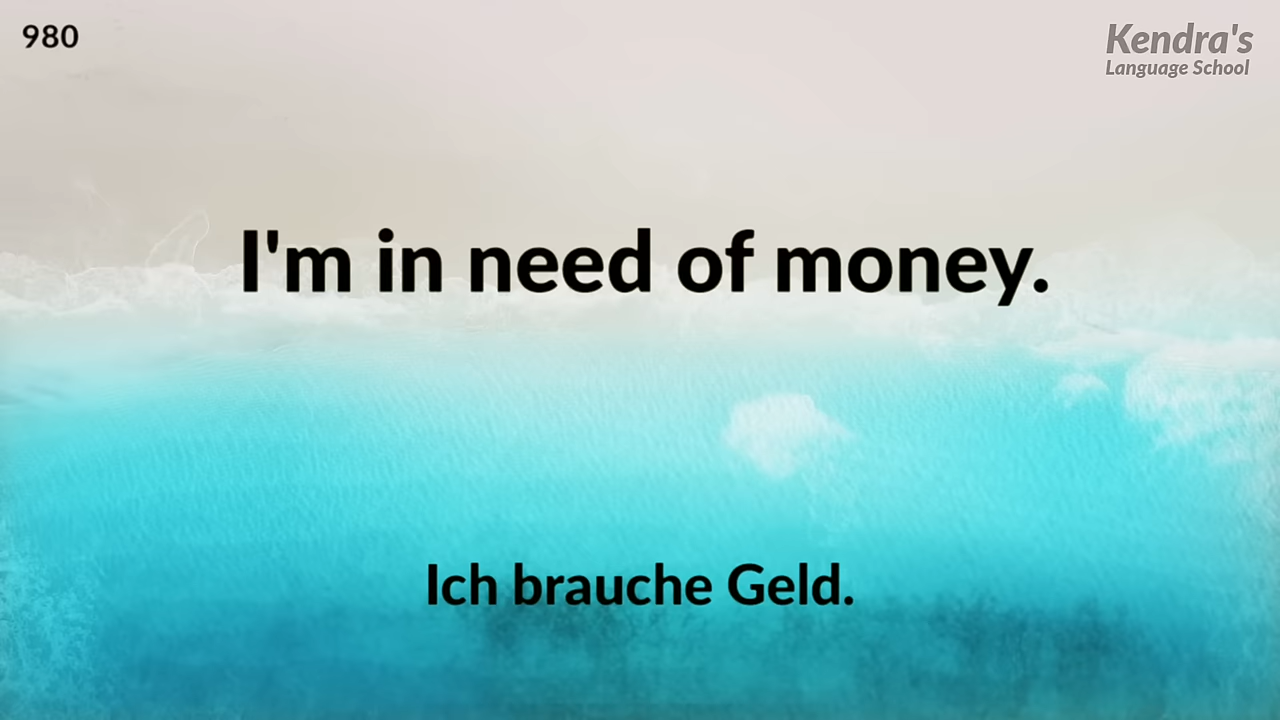 980
Kendra's
Language School
I'm in need of money.
Ich brauche Geld.